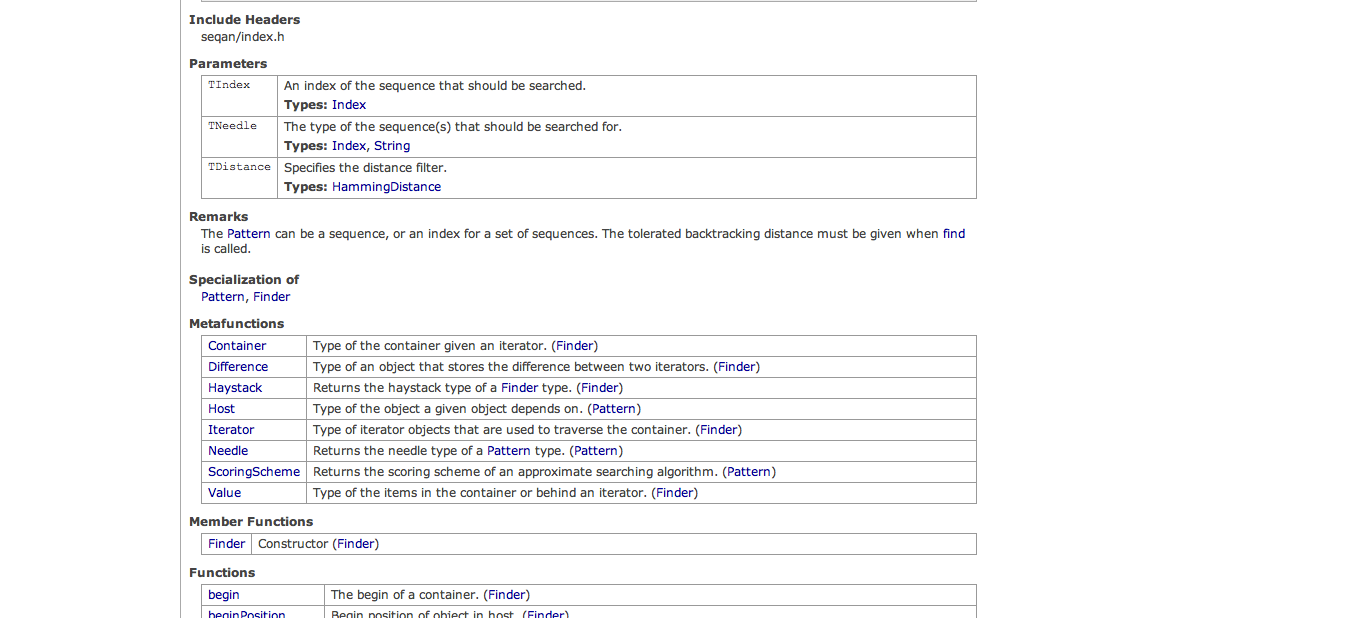 Include Headers
seqan/index.h
Parameters
TIndex An index of the sequence that should be searched.
Types: Index
TNeedle The type of the sequence(s) that should be searched for.
Types: Index, String
TDistance Specifies the distance filter.
Types: HammingDistance
Remarks
The Pattern can be a sequence, or an index for a set of sequences. The tolerated backtracking distance must be given when find
is called.
Specialization of
Pattern, Finder
Metafunctions
Container Type of the container given an iterator. (Finder)
Difference Type of an object that stores the difference between two iterators. (Finder)
Haystack Returns the haystack type of a Finder type. (Finder)
Host Type of the object a given object depends on. (Pattern)
Iterator Type of iterator objects that are used to traverse the container. (Finder)
Needle Returns the needle type of a Pattern type. (Pattern)
ScoringScheme Returns the scoring scheme of an approximate searching algorithm. (Pattern)
Value Type of the items in the container or behind an iterator. (Finder)
Member Functions
Finder Constructor (Finder)
Functions
begin The begin of a container. (Finder)
beginPosition Begin position of object in host. (Finder)